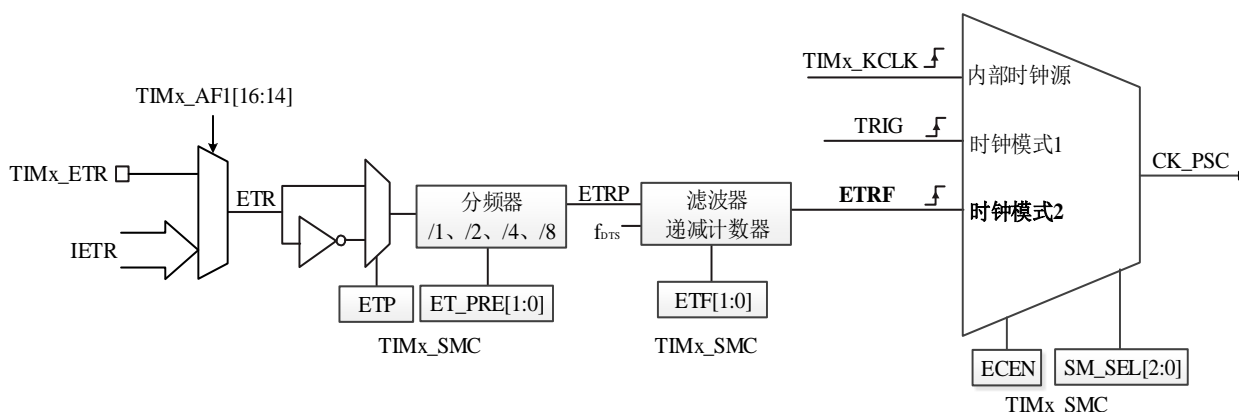 TIMx_AF1[16:14]
TIMx_ETR
IETR
ETR
ETP
分频器
/1、/2、/4、/8
ET_PRE[1:0]
TIMx_SMC
ETRP
fDTS
滤波器
递减计数器
ETF[1:0]
TIMx_SMC
TIMx_KCLK
内部时钟源
TRIG
时钟模式1
ETRF
时钟模式2
CK_PSC
ECEN
SM_SEL[2:0]
TIMx_SMC